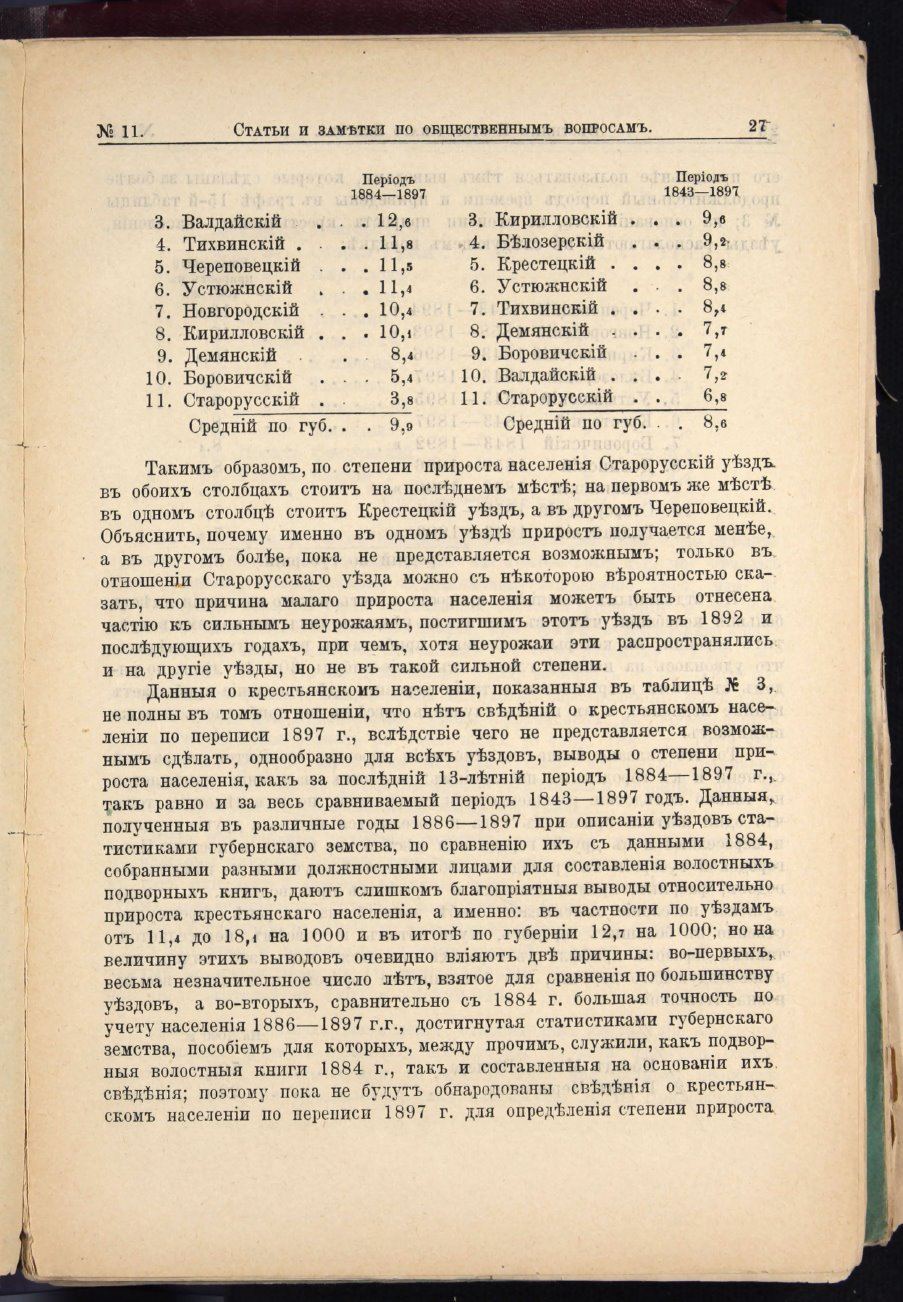 № 11. Статьи и замѣтки по общественнымъ вопросамъ. 27
Періодъ 1884—1897
3. Валдайскій . . . 12,6
4. Тихвинскій . . . . 11,8
5. Череповецкій . . . 11,5
6. Устюжнскій . . . 11,4
7. Новгородскій . . . 10,4
8. Кирилловскій . . . 10,1
9. Демянскій . . . 8,4
10. Боровичскій . . . 5,4
11. Старорусскій . . . 3,8
Средній по губ. . . 9,9
Періодъ 1843—1897
3. Кирилловскій . . . 9,6
4. Бѣлозерскій . . . 9,2
5. Крестецкій . . . . 8,8
6. Устюжнскій . . . 8,8
7. Тихвинскій . . . . 8,4
8. Демянскій . . . . 7,7
9. Боровичскій . . . 7,4
10. Валдайскій . . . . 7,2
11. Старорусскій . . 6,8
Средній по губ. . . 8,6
Такимъ образомъ, по степени прироста населенія Старорусскій уѣздъ
въ обоихъ столбцахъ стоитъ на послѣднемъ мѣстѣ; на первомъ же мѣстѣ
въ одномъ столбцѣ стоитъ Крестецкій уѣздъ, а въ другомъ Череповецкій.
Объяснить, почему именно въ одномъ уѣздѣ приростъ получается менѣе,
а въ другомъ болѣе, пока не представляется возможнымъ; только въ
отношеніи Старорусскаго уѣзда можно съ нѣкоторою вѣроятностью ска-
зать, что причина малаго прироста населенія можетъ быть отнесена
частію къ сильнымъ неурожаямъ, постигшимъ этотъ уѣздъ въ 1892 и
послѣдующихъ годахъ, при чемъ, хотя неурожаи эти распространялись
и на другіе уѣзды, но не въ такой сильной степени.
Данныя о крестьянскомъ населеніи, показанныя въ таблицѣ № 3,
не полны въ томъ отношеніи, что нѣтъ свѣдѣній о крестьянскомъ насе-
леніи по переписи 1897 г., вслѣдствіе чего не представляется возмож-
нымъ сдѣлать, однообразно для всѣхъ уѣздовъ, выводы о степени при-
роста населенія, какъ за послѣдній 13-лѣтній періодъ 1884—1897 г.,
такъ равно и за весь сравниваемый періодъ 1843—1897 годъ. Данныя,
полученныя въ различные годы 1886—1897 при описаніи уѣздовъ ста-
тистиками губернскаго земства, по сравненію ихъ съ данными 1884,
собранными разными должностными лицами для составленія волостныхъ
подворныхъ книгъ, даютъ слишкомъ благопріятныя выводы относительно
прироста крестьянскаго населенія, а именно: въ частности по уѣздамъ
отъ 11,4 до 18,1 на 1000 и въ итогѣ по губерніи 12,7 на 1000; но на
величину этихъ выводовъ очевидно вліяютъ двѣ причины: во-первыхъ,
весьма незначительное число лѣтъ, взятое для сравненія по большинству
уѣздовъ, а во-вторыхъ, сравнительно съ 1884 г. большая точность по
учету населенія 1886—1897 г.г., достигнутая статистиками губернскаго
земства, пособіемъ для которыхъ, между прочимъ, служили, какъ подвор-
ныя волостныя книги 1884 г., такъ и составленныя на основаніи ихъ
свѣдѣнія; поэтому пока не будутъ обнародованы свѣдѣнія о крестьян-
скомъ населеніи по переписи 1897 г. для опредѣленія степени прироста